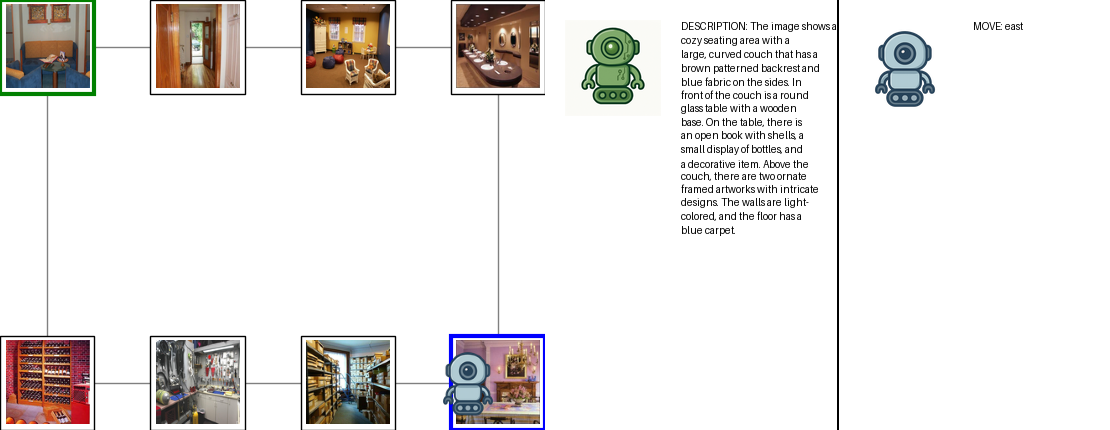 DESCRIPTION: The image shows a
cozy seating area with a
large, curved couch that has a
brown patterned backrest and
blue fabric on the sides. In
front of the couch is a round
glass table with a wooden
base. On the table, there is
an open book with shells, a
small display of bottles, and
a decorative item. Above the
couch, there are two ornate
framed artworks with intricate
designs. The walls are light-
colored, and the floor has a
blue carpet.
MOVE: east